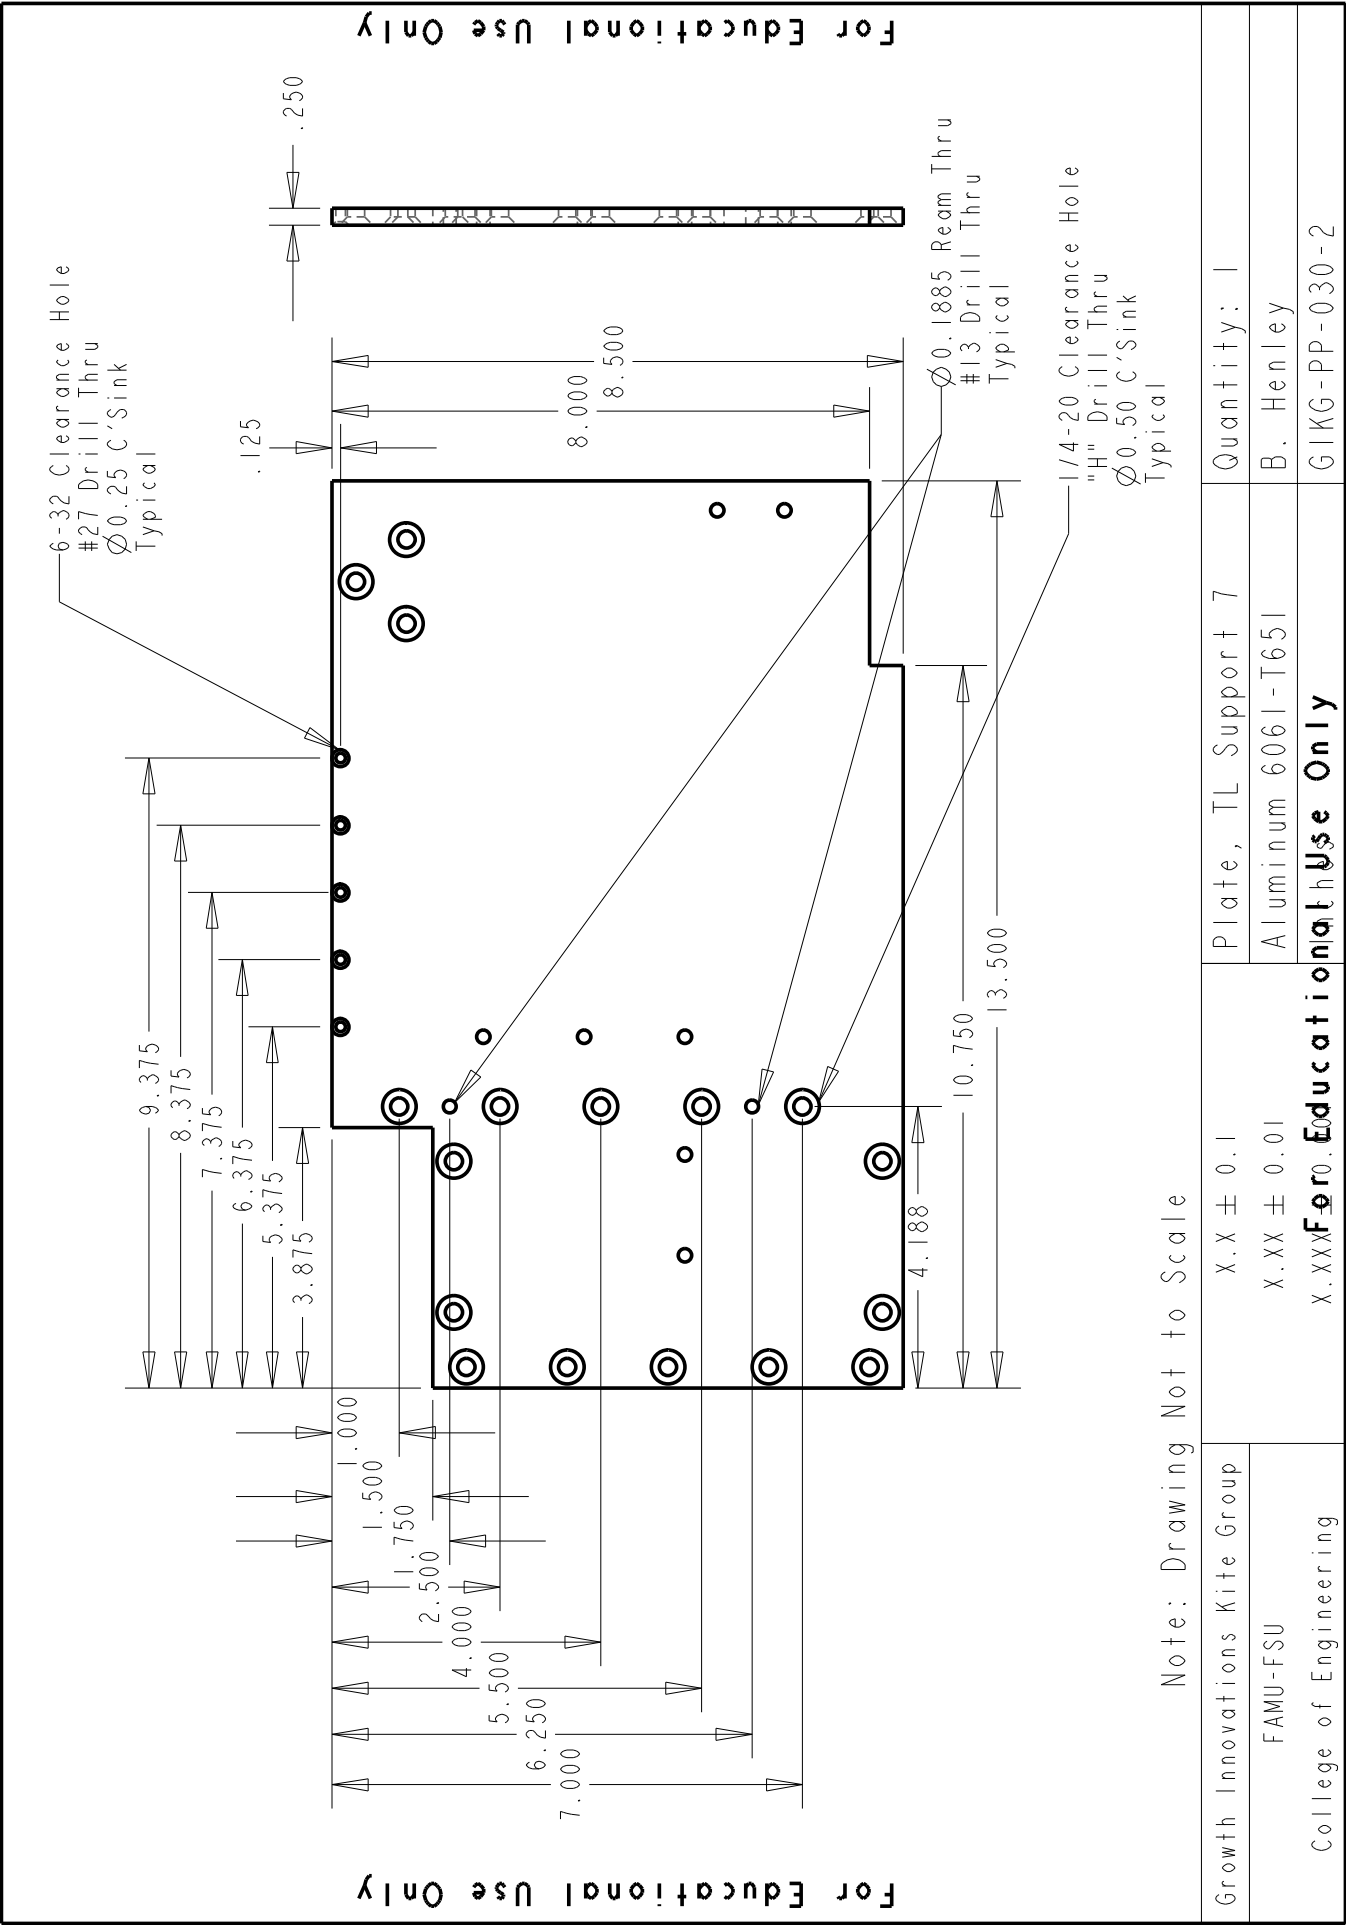 For Educational Use Only
6-32 Clearance Hole
#27 Drill Thru
Ø0.25 C'Sink
Typical
.250
.125
8.000
8.500
Ø0.1885 Ream Thru
#13 Drill Thru
Typical
1/4-20 Clearance Hole
"H" Drill Thru
Ø0.50 C'Sink
Typical
9.375
8.375
7.375
6.375
5.375
3.875
13.500
10.750
4.188
1.000
1.500
1.750
2.500
4.000
5.500
6.250
7.000
Note: Drawing Not to Scale
Growth Innovations Kite Group
FAMU-FSU
College of Engineering
X.X ± 0.1
X.XX ± 0.01
X.XXX
Plate, TL Support 7
Aluminum 6061-T651
Quantity: 1
B. Henley
GIKG-PP-030-2
For Educational Use Only
For Educational Use Only